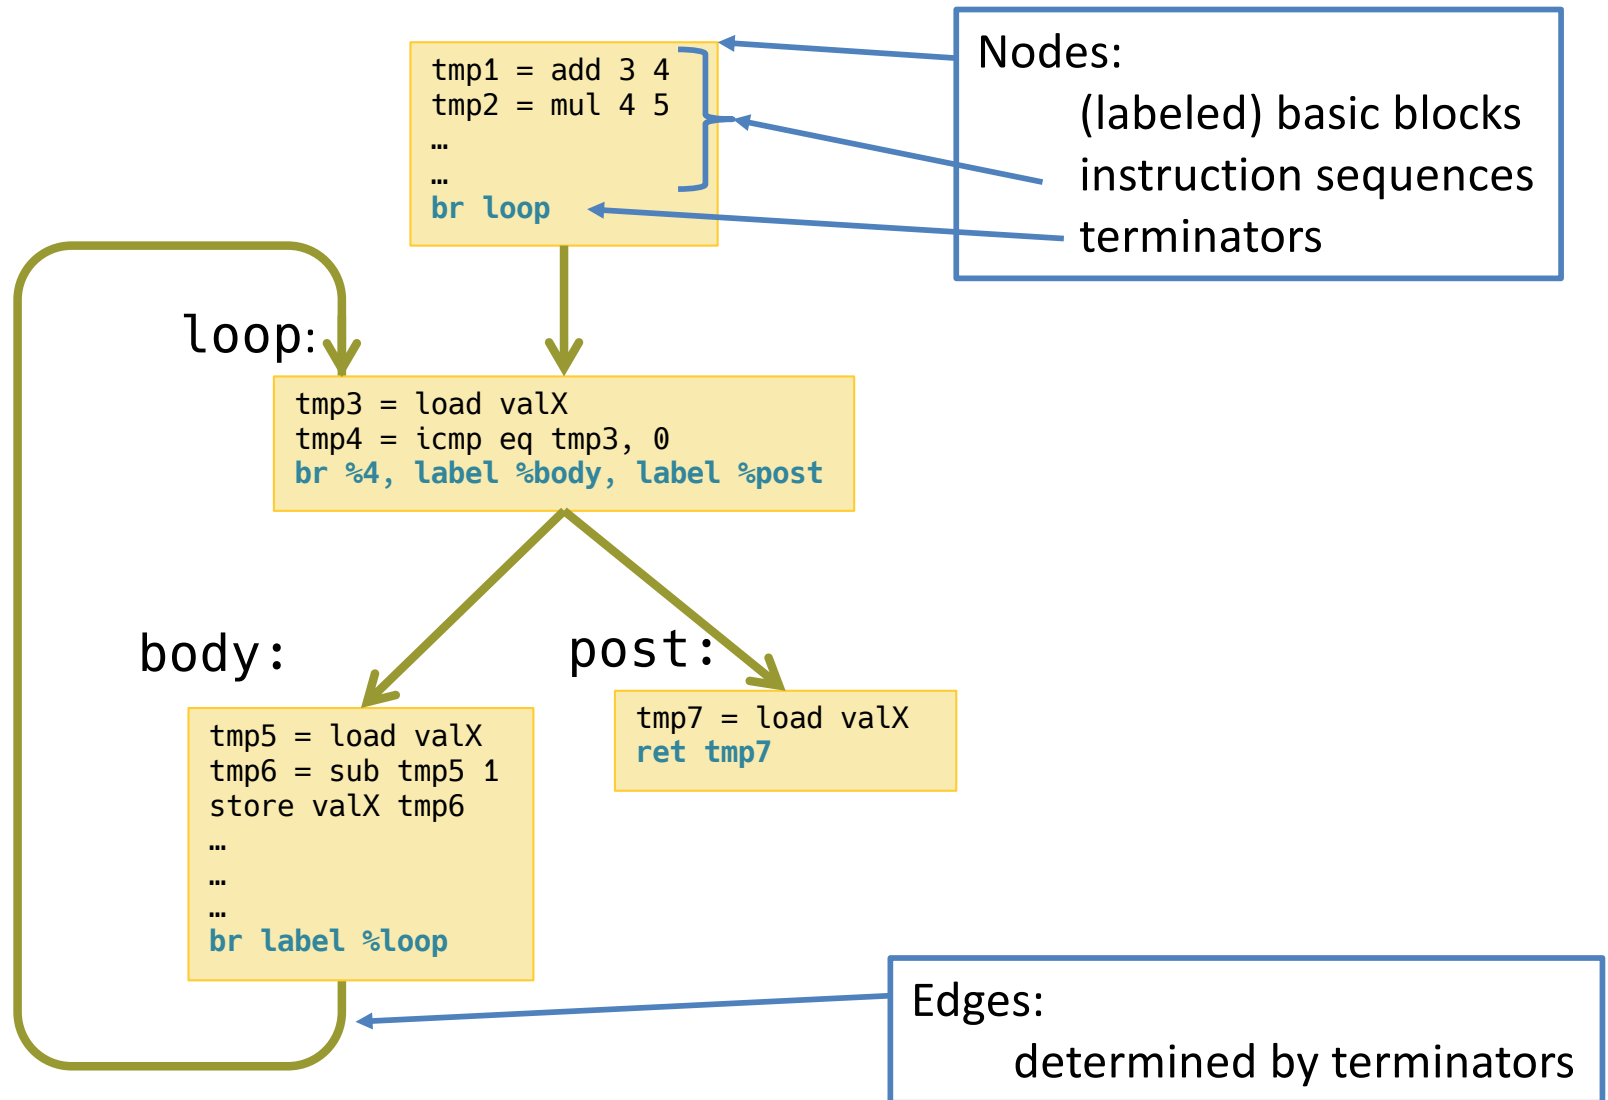 tmp1 = add 3 4
tmp2 = mul 4 5
…
…
br loop
Nodes:
(labeled) basic blocks
instruction sequences
terminators
loop:
tmp3 = load valX
tmp4 = icmp eq tmp3, 0
br %4, label %body, label %post
body:
post:
tmp5 = load valX
tmp6 = sub tmp5 1
store valX tmp6
…
…
…
br label %loop
tmp7 = load valX
ret tmp7
Edges:
determined by terminators